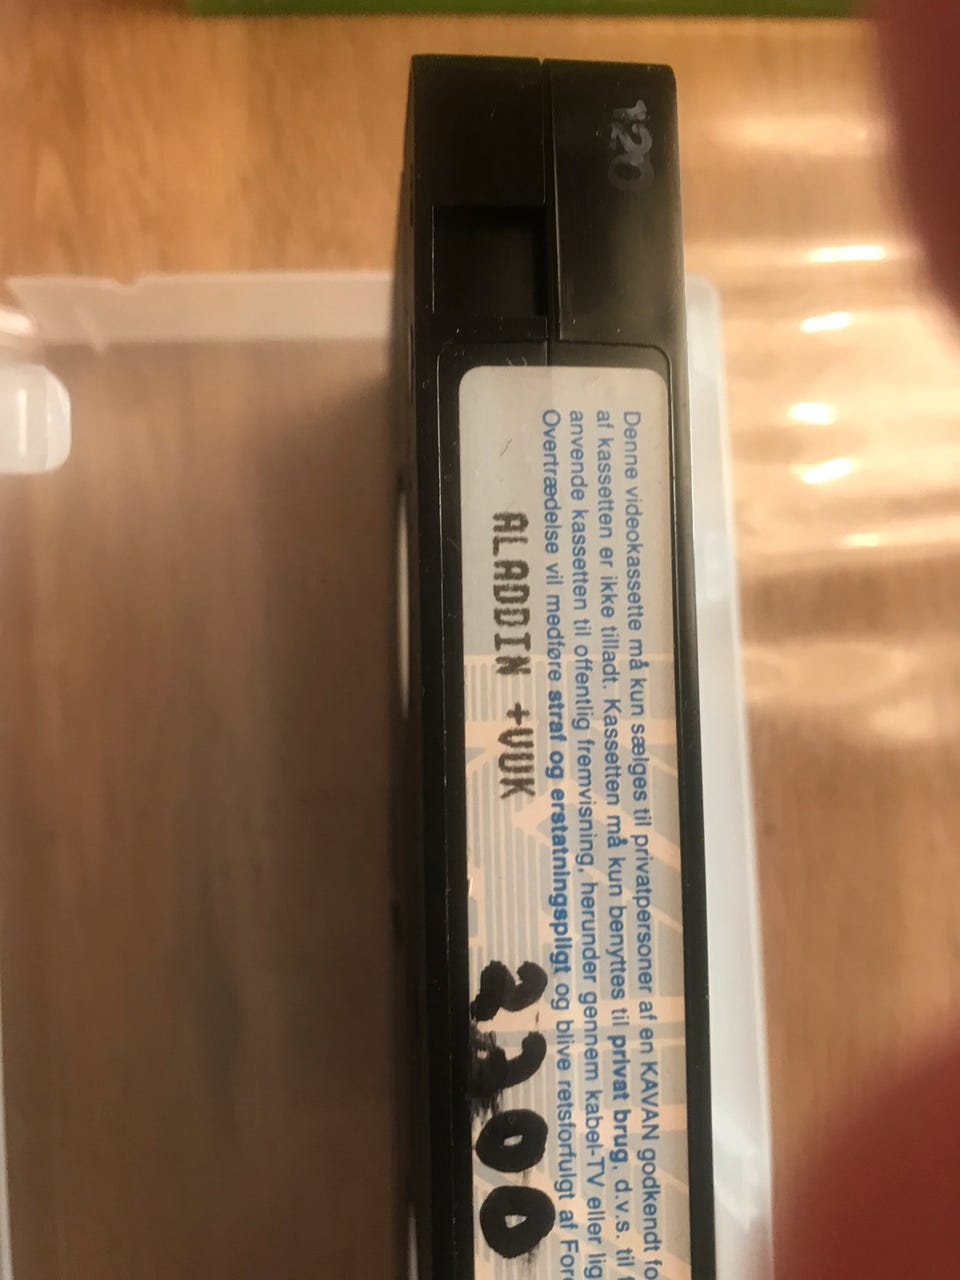 120
Denne videokassette må kun sælges til privatpersoner af en KAVAN godkendt
af kassetten er ikke tilladt. Kassetten må kun benyttes til privat brug, d.v.s. til
anvende kassetten til offentlig fremvisning, herunder gennem kabel-TV eller
Overtrædelse vil medføre straf og erstatningspligt og blive retsforfulgt af
ALADDIN +VUK
3200